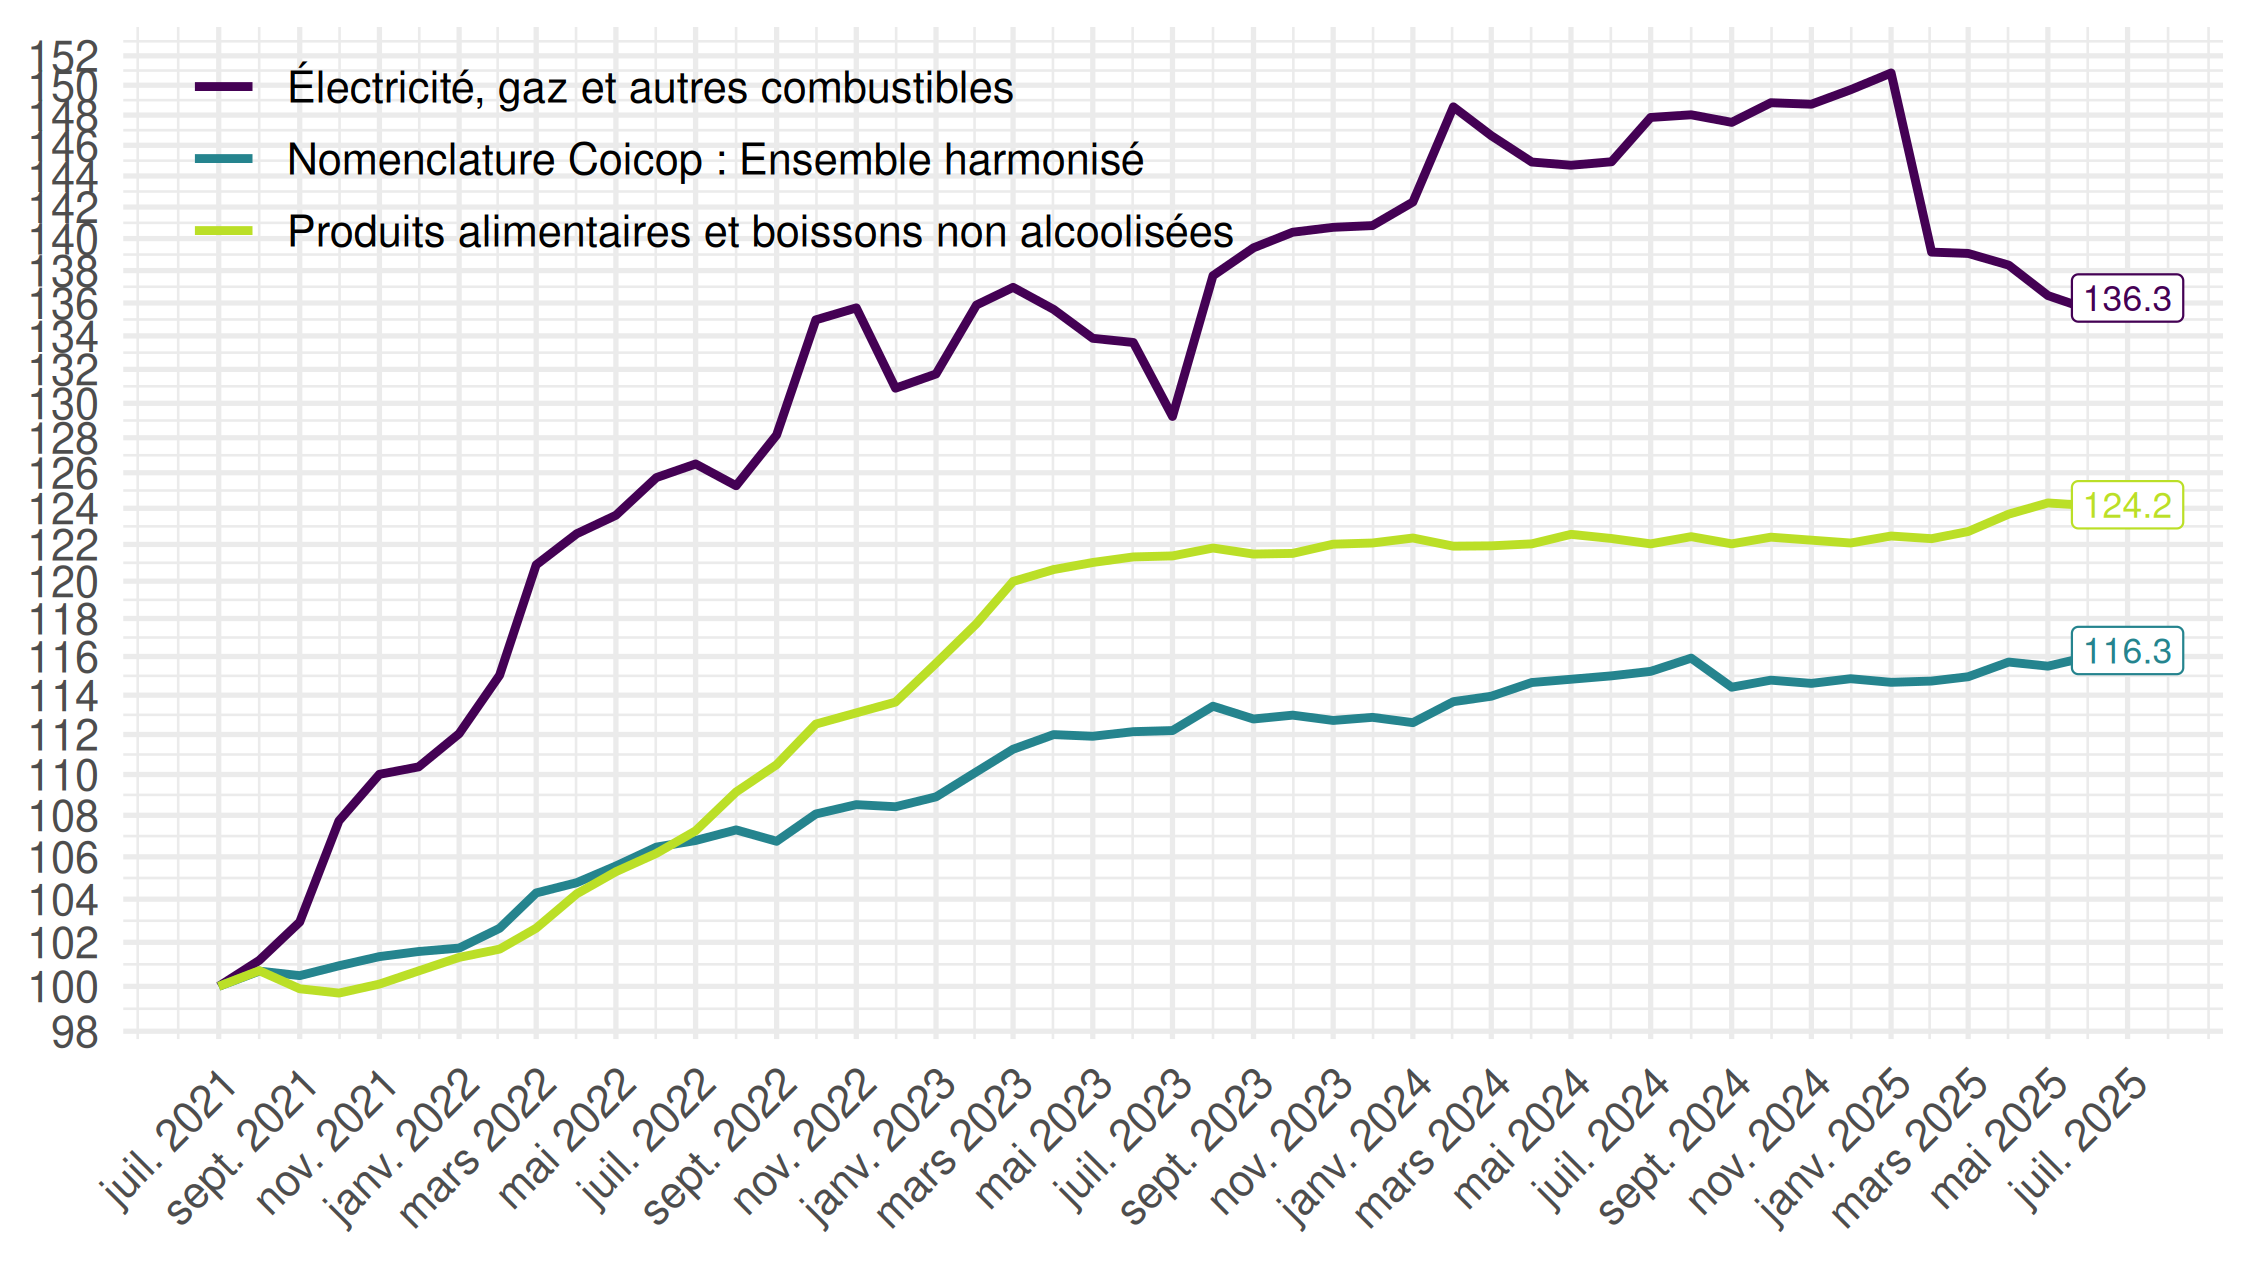 152
150
148
146
144
142
140
138
136
134
132
130
128
126
124
122
120
118
116
114
112
110
108
106
104
102
100
98
Électricité, gaz et autres combustibles
Nomenclature Coicop : Ensemble harmonisé
Produits alimentaires et boissons non alcoolisées
136.3
124.2
116.3
juil. 2021
sept. 2021
nov. 2021
janv. 2022
mars 2022
mai 2022
juil. 2022
sept. 2022
nov. 2022
janv. 2023
mars 2023
mai 2023
juil. 2023
sept. 2023
nov. 2023
janv. 2024
mars 2024
mai 2024
juil. 2024
sept. 2024
nov. 2024
janv. 2025
mars 2025
mai 2025
juil. 2025